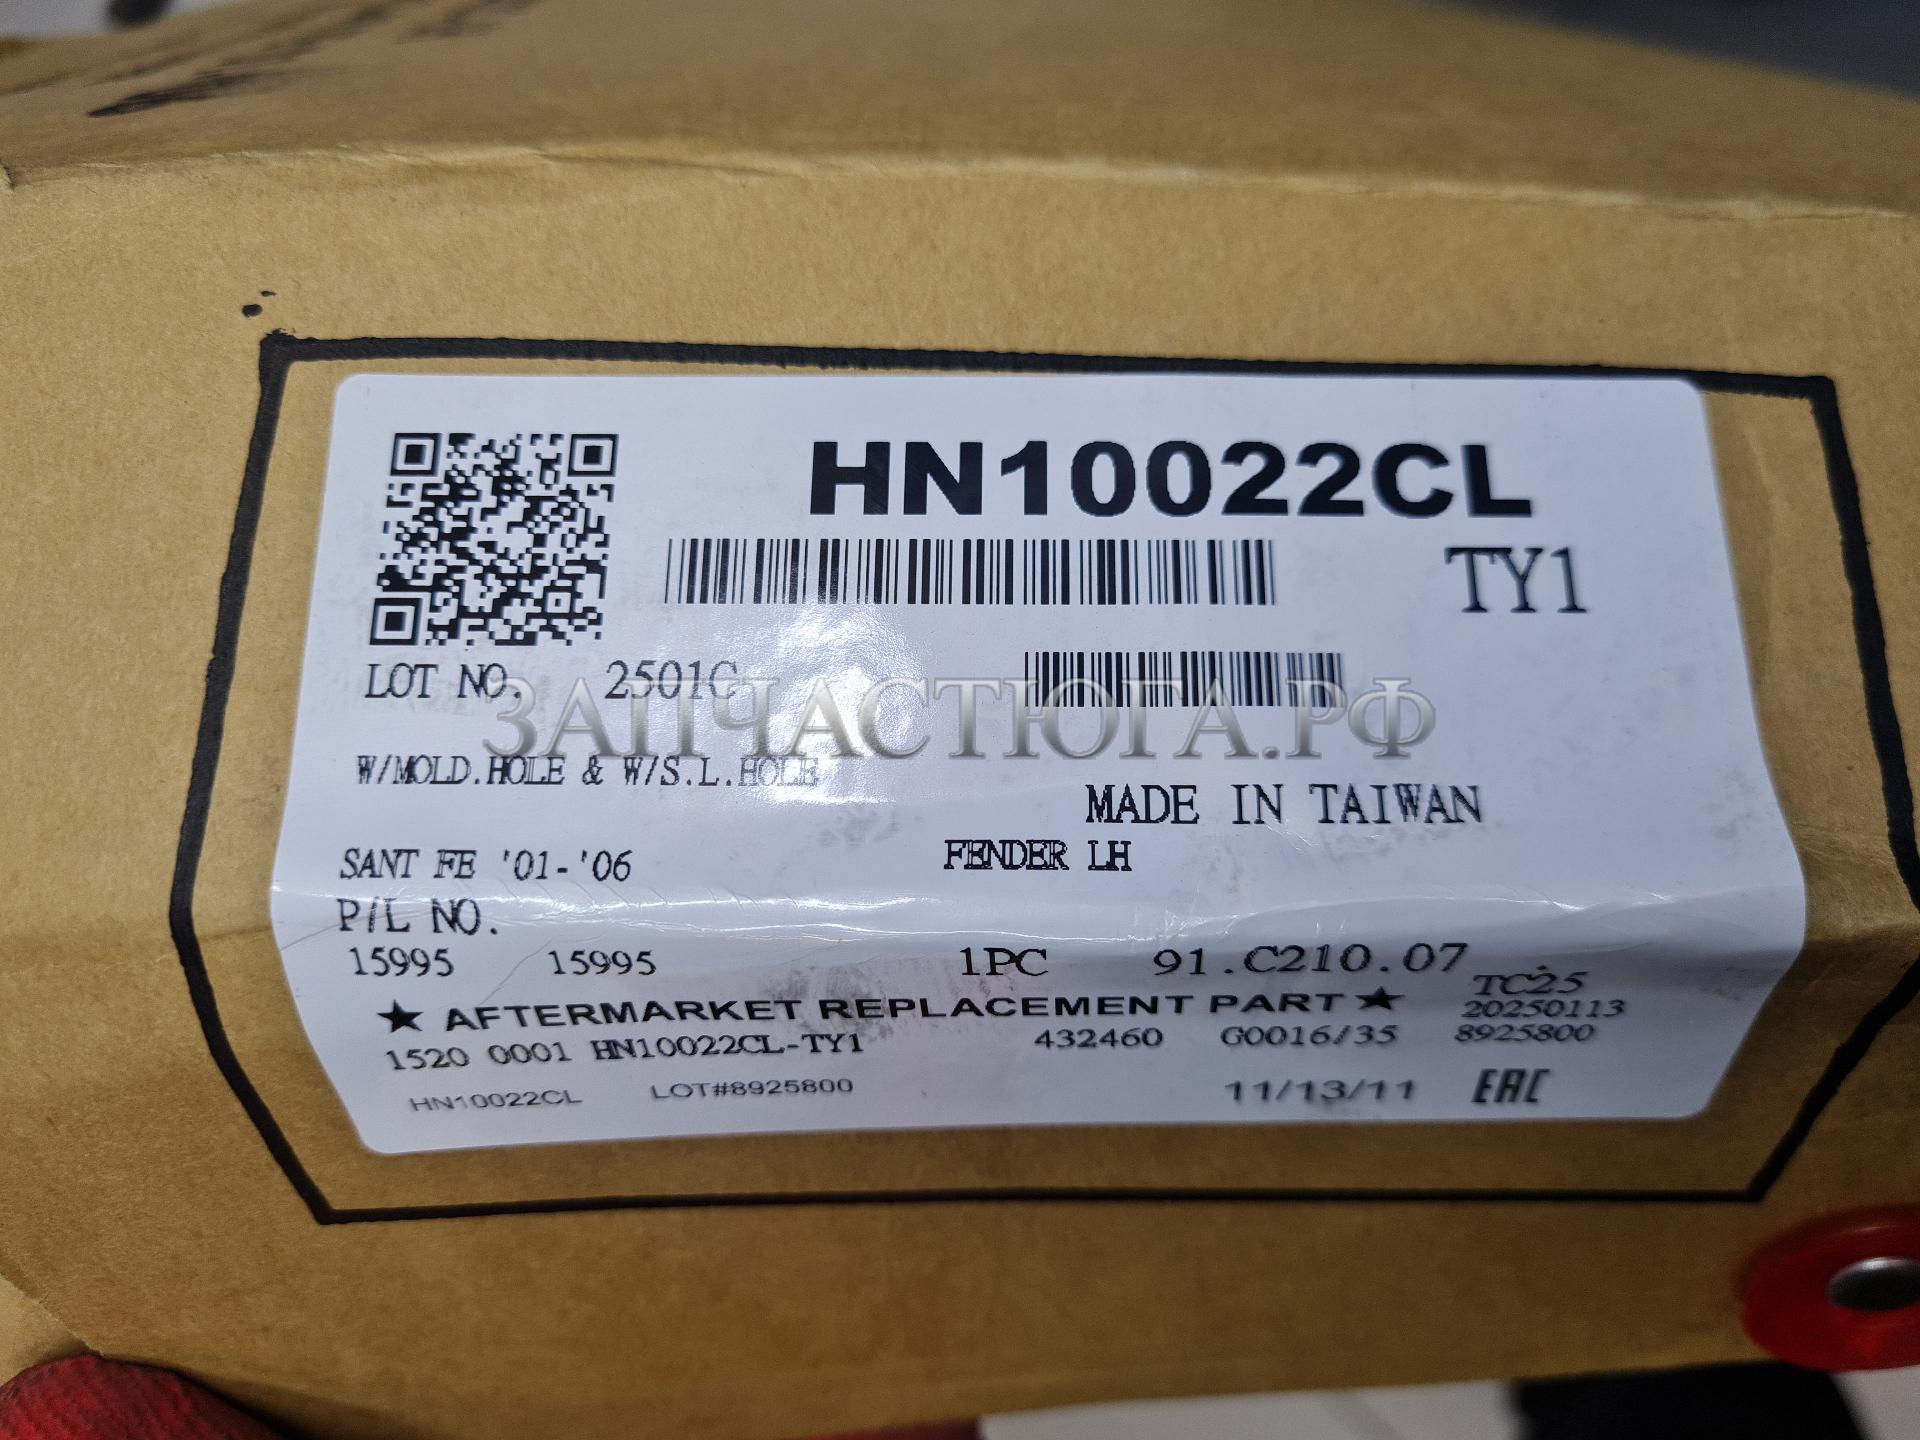 HN10022CL
TY1
LOT NO. 2501G
ЗАПЧАСТЮГА.РФ
W/MOLD.HOLE & W/S.L.HOLE
MADE IN TAIWAN
SANT FE '01-'06 FENDER LH
P/L NO.
15995 15995 1PC 91.C210.07
TC25
★ AFTERMARKET REPLACEMENT PART ★ 20250113
1520 0001 HN10022CL-TY1 432460 G0016/35 8925800
HN10022CL LOT#8925800 11/13/11 EAC